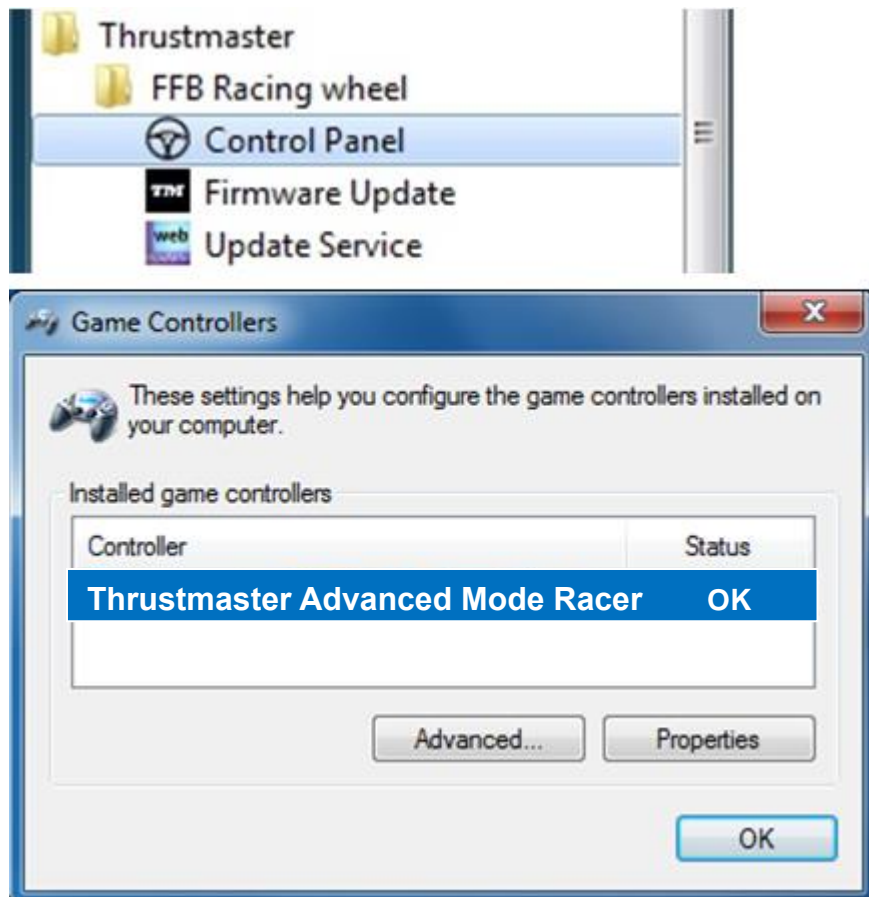 Thrustmaster
FFB Racing wheel
Control Panel
TM Firmware Update
web Update Service
Game Controllers
These settings help you configure the game controllers installed on
your computer.
Installed game controllers
Controller Status
Thrustmaster Advanced Mode Racer OK
Advanced... Properties
OK